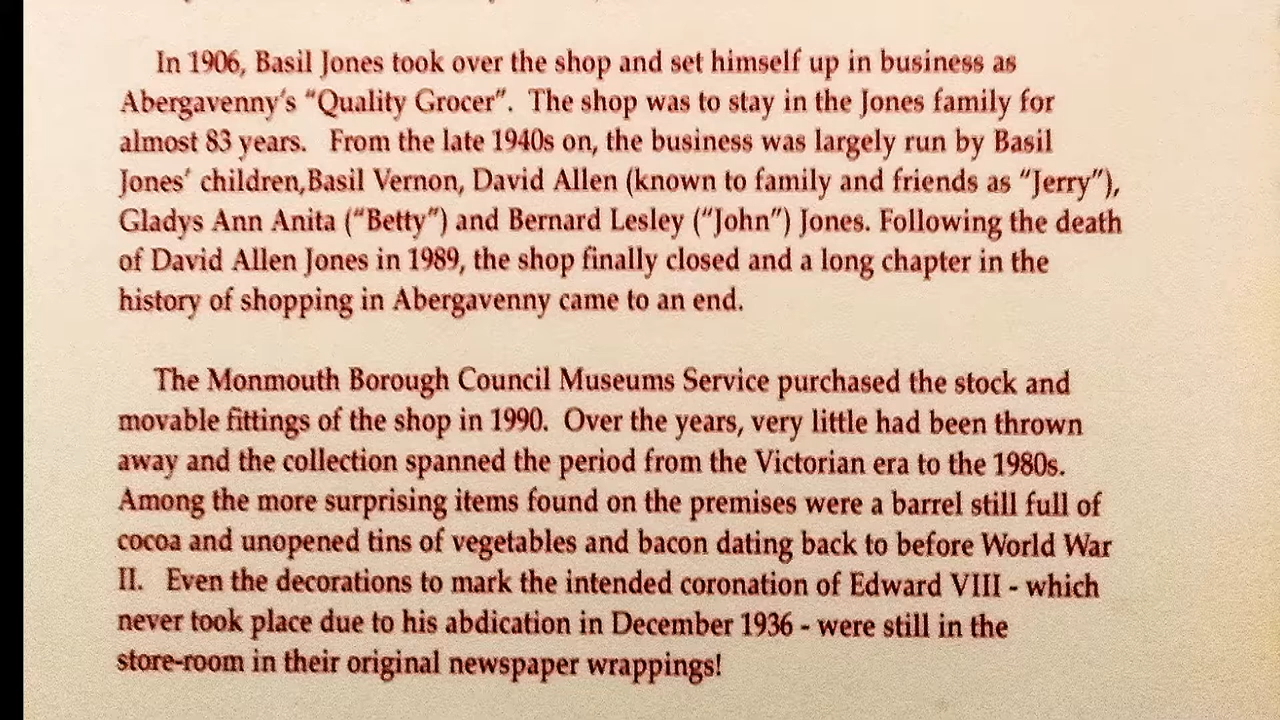 In 1906, Basil Jones took over the shop and set himself up in business as
Abergavenny's "Quality Grocer". The shop was to stay in the Jones family for
almost 83 years. From the late 1940s on, the business was largely run by Basil
Jones' children,Basil Vernon, David Allen (known to family and friends as "Jerry"),
Gladys Ann Anita ("Betty") and Bernard Lesley ("John") Jones. Following the death
of David Allen Jones in 1989, the shop finally closed and a long chapter in the
history of shopping in Abergavenny came to an end.
The Monmouth Borough Council Museums Service purchased the stock and
movable fittings of the shop in 1990. Over the years, very little had been thrown
away and the collection spanned the period from the Victorian era to the 1980s.
Among the more surprising items found on the premises were a barrel still full of
cocoa and unopened tins of vegetables and bacon dating back to before World War
II. Even the decorations to mark the intended coronation of Edward VIII - which
never took place due to his abdication in December 1936 - were still in the
store-room in their original newspaper wrappings!